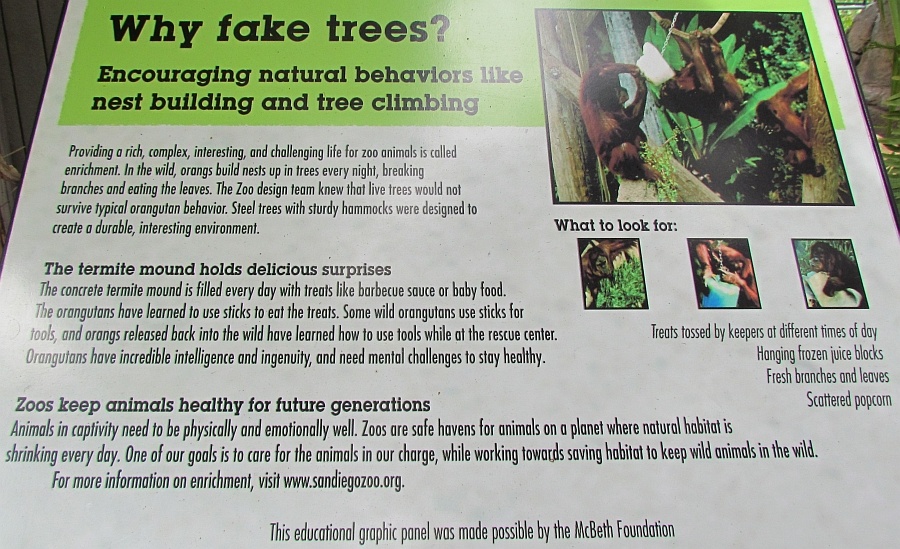 Why fake trees?
Encouraging natural behaviors like
nest building and tree climbing
Providing a rich, complex, interesting, and challenging life for zoo animals is called
enrichment. In the wild, orangs build nests up in trees every night, breaking
branches and eating the leaves. The Zoo design team knew that live trees would not
survive typical orangutan behavior. Steel trees with sturdy hammocks were designed to
create a durable, interesting environment.
The termite mound holds delicious surprises
The concrete termite mound is filled every day with treats like barbecue sauce or baby food.
The orangutans have learned to use sticks to eat the treats. Some wild orangutans use sticks for
tools, and orangs released back into the wild have learned how to use tools while at the rescue center.
Orangutans have incredible intelligence and ingenuity, and need mental challenges to stay healthy.
What to look for:
Treats tossed by keepers at different times of day
Hanging frozen juice blocks
Fresh branches and leaves
Scattered popcorn
Zoos keep animals healthy for future generations
Animals in captivity need to be physically and emotionally well. Zoos are safe havens for animals on a planet where natural habitat is
shrinking every day. One of our goals is to care for the animals in our charge, while working towards saving habitat to keep wild animals in the wild.
For more information on enrichment, visit www.sandiegozoo.org.
This educational graphic panel was made possible by the McBeth Foundation